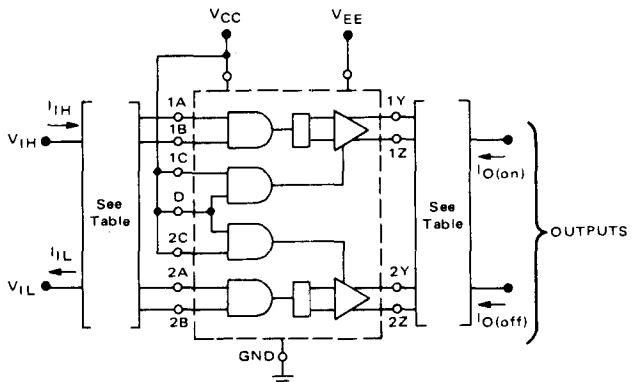 VCC
VEE
IIH
VIH
IIL
VIL
See
Table
1A
1B
1C
D
2C
2A
2B
GND
1Y
1Z
2Y
2Z
See
Table
IO(on)
IO(off)
OUTPUTS